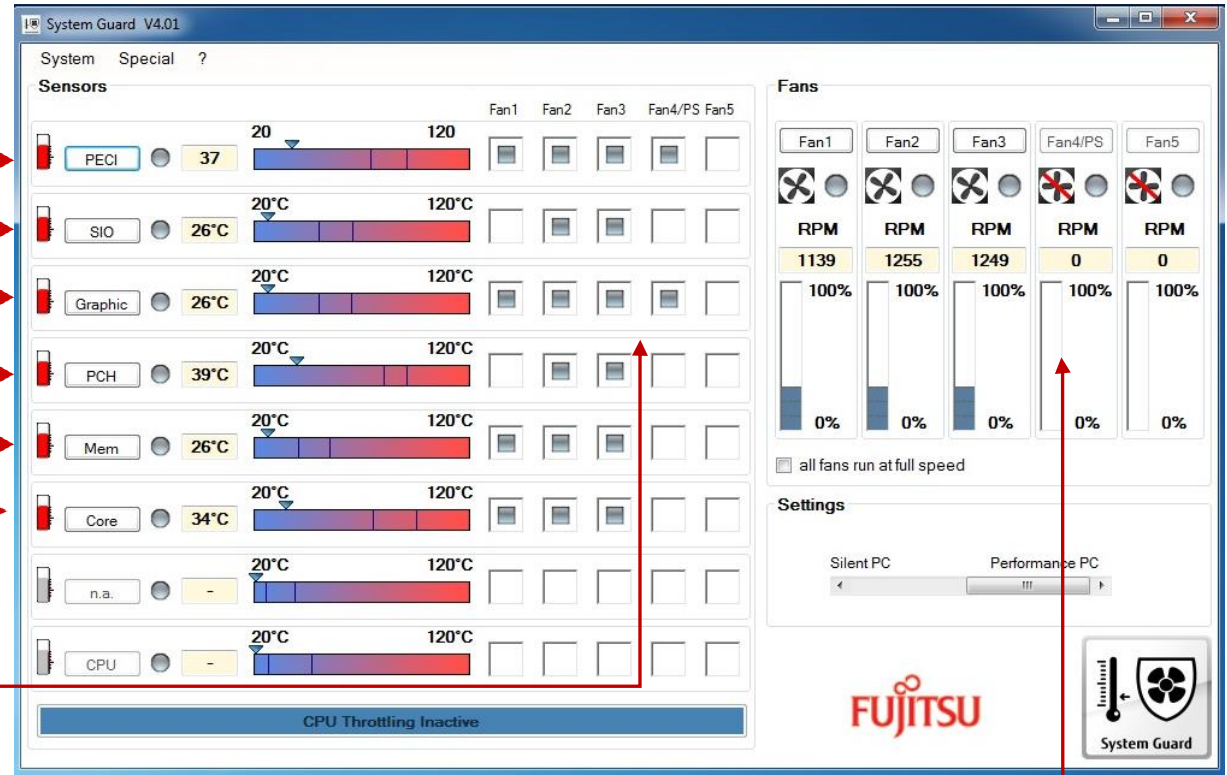 System Guard V4.01
System Special ?
Sensors
Fan1 Fan2 Fan3 Fan4/PS Fan5
20 120
PECI 37
20°C 120°C
SIO 26°C
20°C 120°C
Graphic 26°C
20°C 120°C
PCH 39°C
20°C 120°C
Mem 26°C
20°C 120°C
Core 34°C
20°C 120°C
n.a. -
20°C 120°C
CPU -
CPU Throttling Inactive
Fans
Fan1 Fan2 Fan3 Fan4/PS Fan5
RPM RPM RPM RPM RPM
1139 1255 1249 0 0
100% 100% 100% 100% 100%
0% 0% 0% 0% 0%
all fans run at full speed
Settings
Silent PC Performance PC
FUJITSU
System Guard